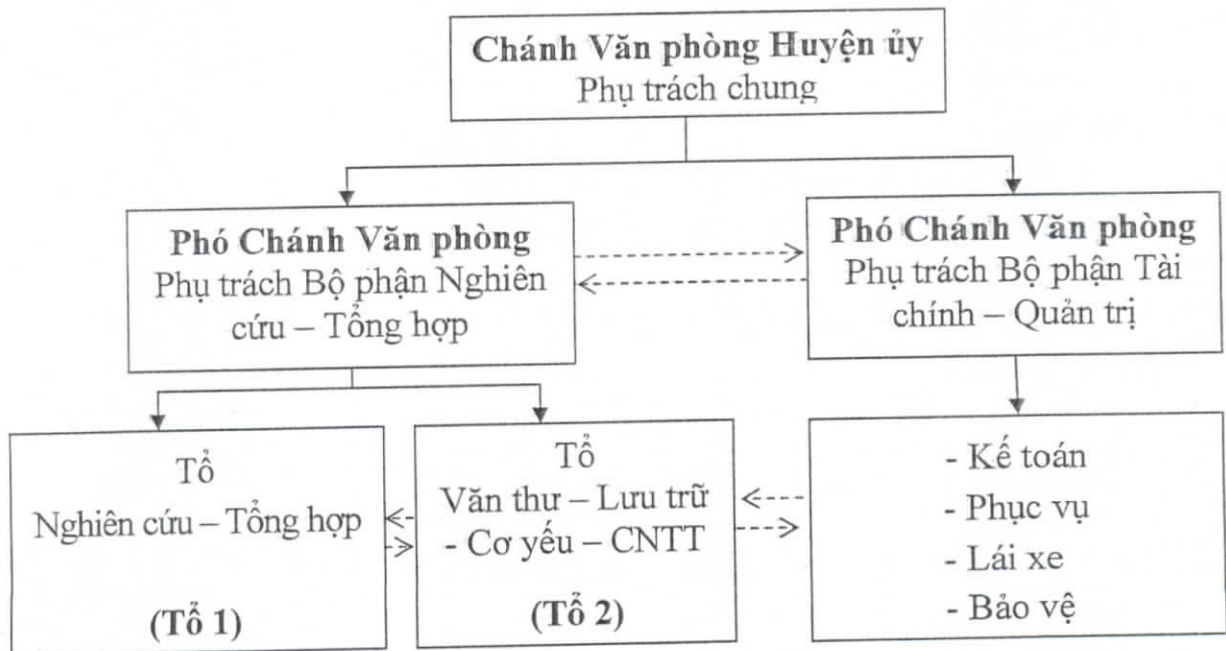 Chánh Văn phòng Huyện ủy
Phụ trách chung
Phó Chánh Văn phòng
Phụ trách Bộ phận Nghiên
cứu – Tổng hợp
Phó Chánh Văn phòng
Phụ trách Bộ phận Tài
chính – Quản trị
Tổ
Nghiên cứu – Tổng hợp
(Tổ 1)
Tổ
Văn thư – Lưu trữ
- Cơ yếu – CNTT
(Tổ 2)
- Kế toán
- Phục vụ
- Lái xe
- Bảo vệ